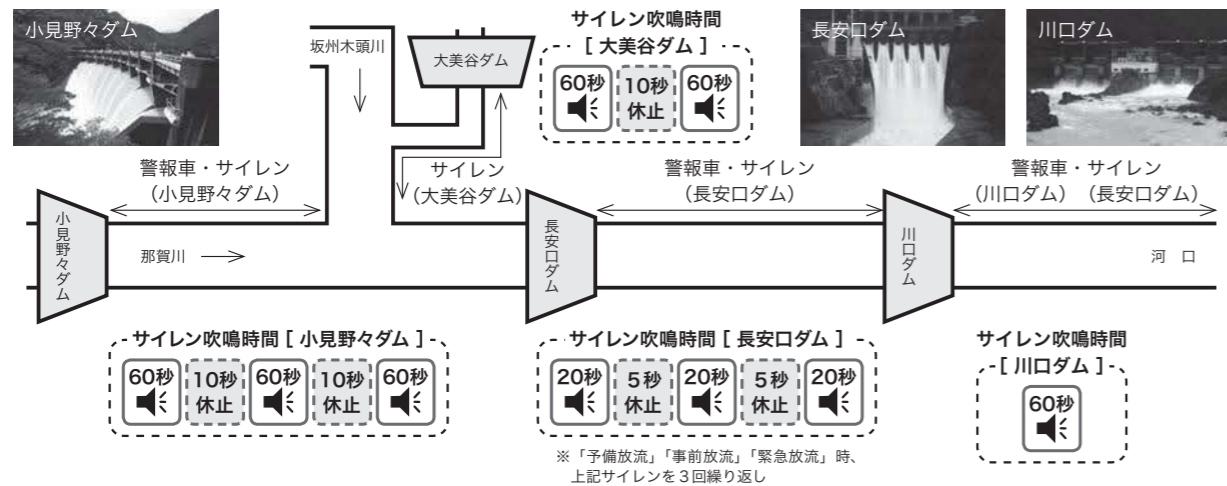 小見野々ダム
坂州木頭川
大美谷ダム
サイレン吹鳴時間
[ 大美谷ダム ]
60秒
10秒
休止
60秒
長安口ダム
川口ダム
警報車・サイレン
(小見野々ダム)
サイレン
(大美谷ダム)
警報車・サイレン
(長安口ダム)
警報車・サイレン
(川口ダム) (長安口ダム)
小見野々ダム
那賀川
長安口ダム
川口ダム
河 口
サイレン吹鳴時間 [ 小見野々ダム ]
60秒
10秒
休止
60秒
10秒
休止
60秒
サイレン吹鳴時間 [ 長安口ダム ]
20秒
5秒
休止
20秒
5秒
休止
20秒
※「予備放流」「事前放流」「緊急放流」時、
上記サイレンを3回繰り返し
サイレン吹鳴時間
[ 川口ダム ]
60秒